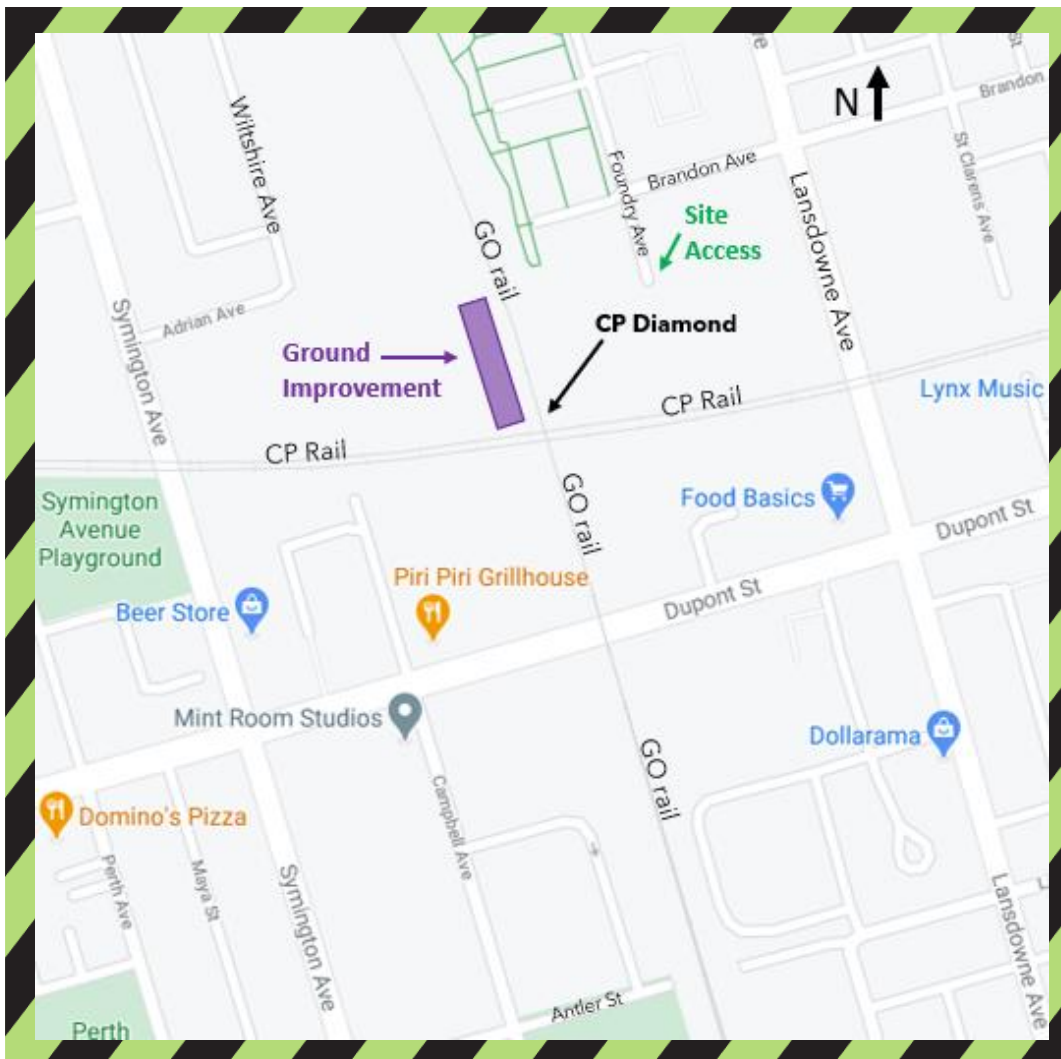 Wiltshire Ave
Foundry Ave
Brandon Ave
Brandon
St Clarens Ave
N
Lansdowne Ave
Site
Access
GO rail
Adrian Ave
Symington Ave
CP Diamond
Ground
Improvement
CP Rail
CP Rail
Lynx Music
Symington
Avenue
Playground
GO rail
Food Basics
Dupont St
Piri Piri Grillhouse
Dupont St
Beer Store
Mint Room Studios
GO rail
Dollarama
Domino's Pizza
Perth Ave
Maya St
Symington Ave
Campbell Ave
Lansdowne Ave
Antler St
Perth